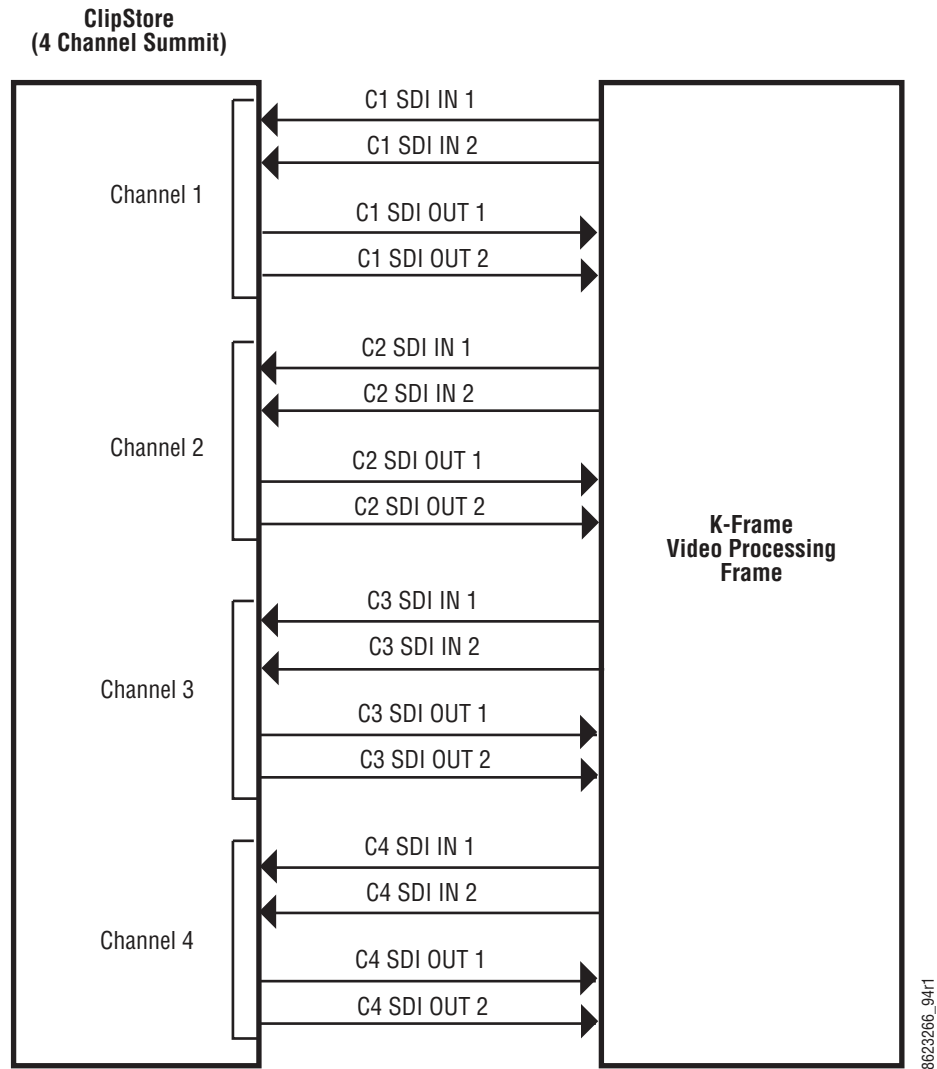 ClipStore
(4 Channel Summit)
C1 SDI IN 1
C1 SDI IN 2
Channel 1
C1 SDI OUT 1
C1 SDI OUT 2
C2 SDI IN 1
C2 SDI IN 2
Channel 2
C2 SDI OUT 1
C2 SDI OUT 2
K-Frame
Video Processing
Frame
C3 SDI IN 1
C3 SDI IN 2
Channel 3
C3 SDI OUT 1
C3 SDI OUT 2
C4 SDI IN 1
C4 SDI IN 2
Channel 4
C4 SDI OUT 1
C4 SDI OUT 2
8623266_94r1